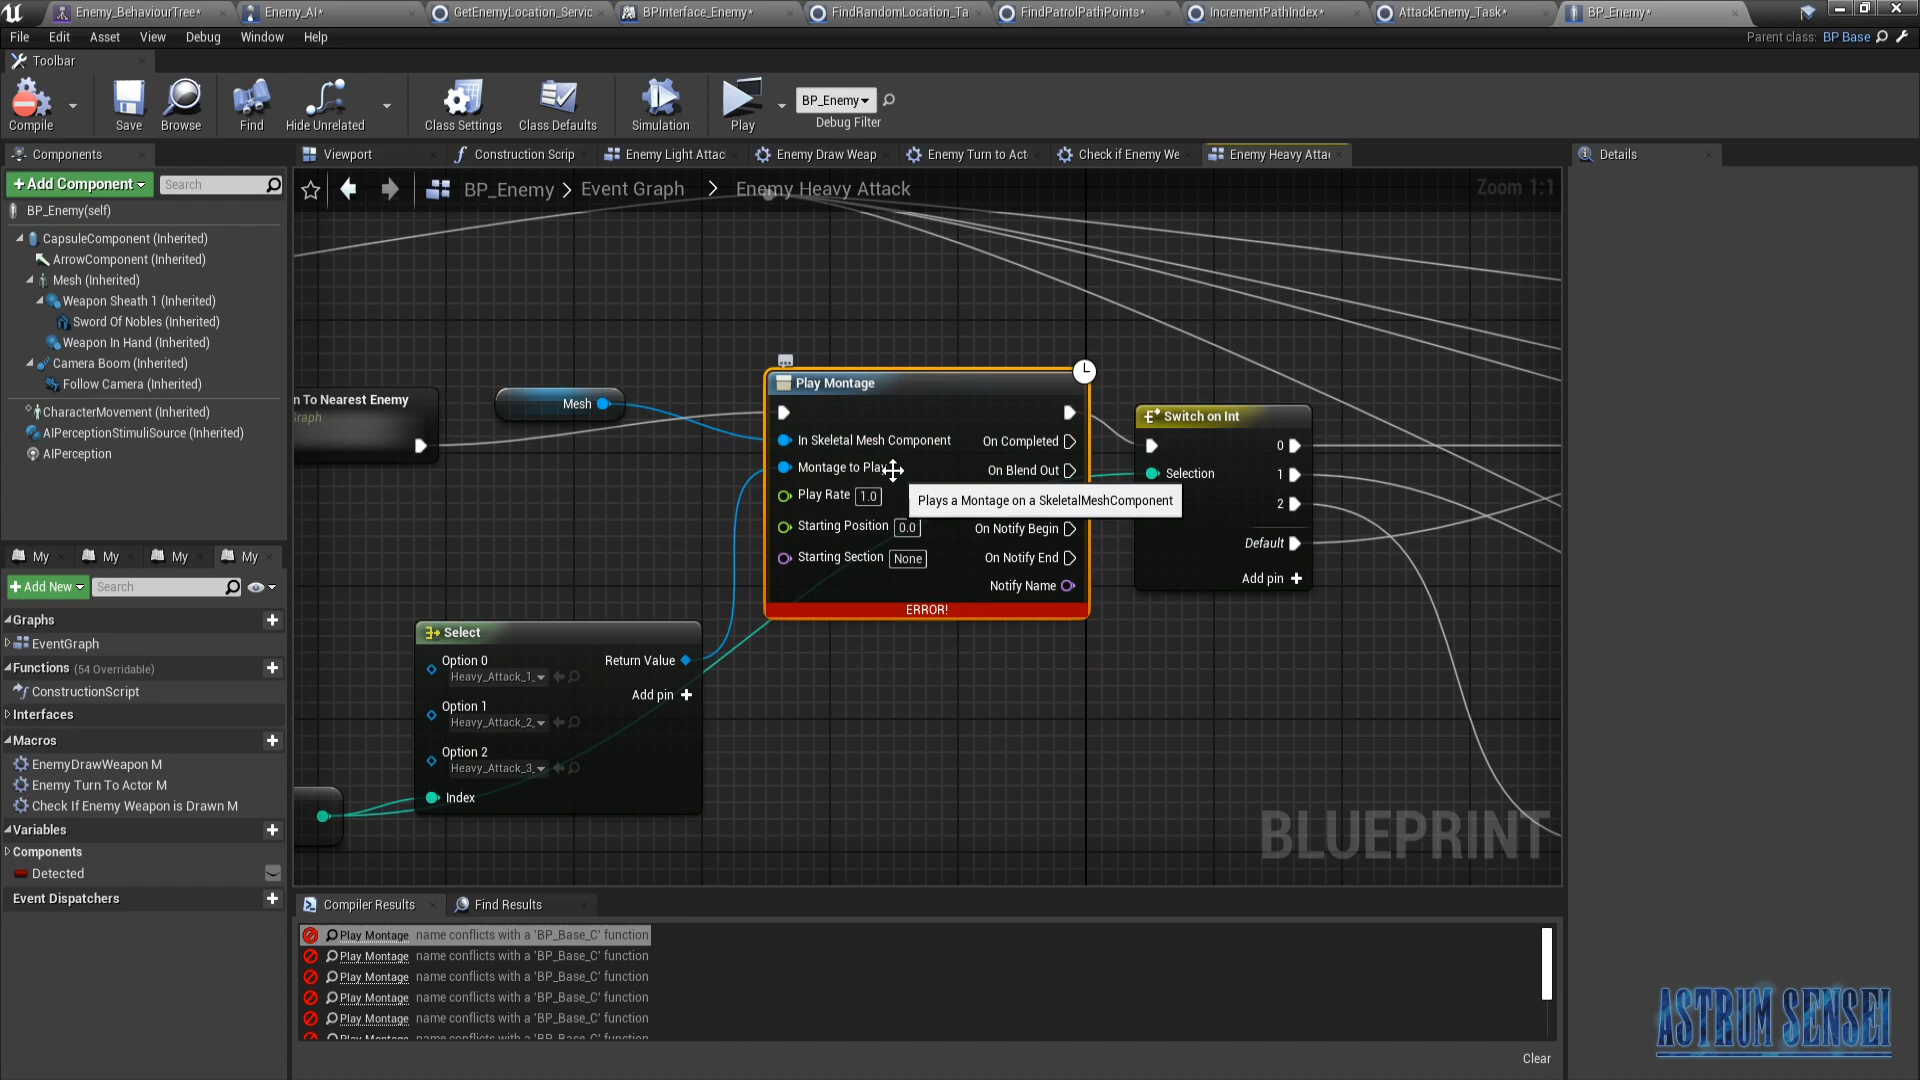 Enemy_BehaviourTree*
Enemy_AI*
GetEnemyLocation_Servic
BPInterface_Enemy*
FindRandomLocation_Ta
FindPatrolPathPoints*
IncrementPathIndex*
AttackEnemy_Task*
BP_Enemy*
File Edit Asset View Debug Window Help
Parent class: BP Base
Toolbar
Compile
Save
Browse
Find
Hide Unrelated
Class Settings
Class Defaults
Simulation
Play
BP_Enemy
Debug Filter
Components
Viewport
Construction Scrip
Enemy Light Attac
Enemy Draw Weap
Enemy Turn to Act
Check if Enemy We
Enemy Heavy Attac
Details
+Add Component
Search
BP_Enemy > Event Graph > Enemy Heavy Attack
Zoom 1:1
BP_Enemy(self)
CapsuleComponent (Inherited)
ArrowComponent (Inherited)
Mesh (Inherited)
Weapon Sheath 1 (Inherited)
Sword Of Nobles (Inherited)
Weapon In Hand (Inherited)
Camera Boom (Inherited)
Follow Camera (Inherited)
CharacterMovement (Inherited)
AIPerceptionStimuliSource (Inherited)
AIPerception
n To Nearest Enemy
Graph
Mesh
Play Montage
In Skeletal Mesh Component
On Completed
Montage to Play
On Blend Out
Play Rate 1.0
Plays a Montage on a SkeletalMeshComponent
Starting Position 0.0
On Notify Begin
Starting Section None
On Notify End
Notify Name
ERROR!
Switch on Int
0
Selection 1
2
Default
Add pin +
Select
Option 0
Heavy_Attack_1_
Return Value
Add pin +
Option 1
Heavy_Attack_2_
Option 2
Heavy_Attack_3_
Index
BLUEPRINT
My
My
My
My
+Add New
Search
Graphs
EventGraph
Functions (54 Overridable)
ConstructionScript
Interfaces
Macros
EnemyDrawWeapon M
Enemy Turn To Actor M
Check If Enemy Weapon is Drawn M
Variables
Components
Detected
Event Dispatchers
Compiler Results
Find Results
Play Montage name conflicts with a 'BP_Base_C' function
Play Montage name conflicts with a 'BP_Base_C' function
Play Montage name conflicts with a 'BP_Base_C' function
Play Montage name conflicts with a 'BP_Base_C' function
Play Montage name conflicts with a 'BP_Base_C' function
Play Montage name conflicts with a 'BP_Base_C' function
Clear
ASTRUM SENSEI